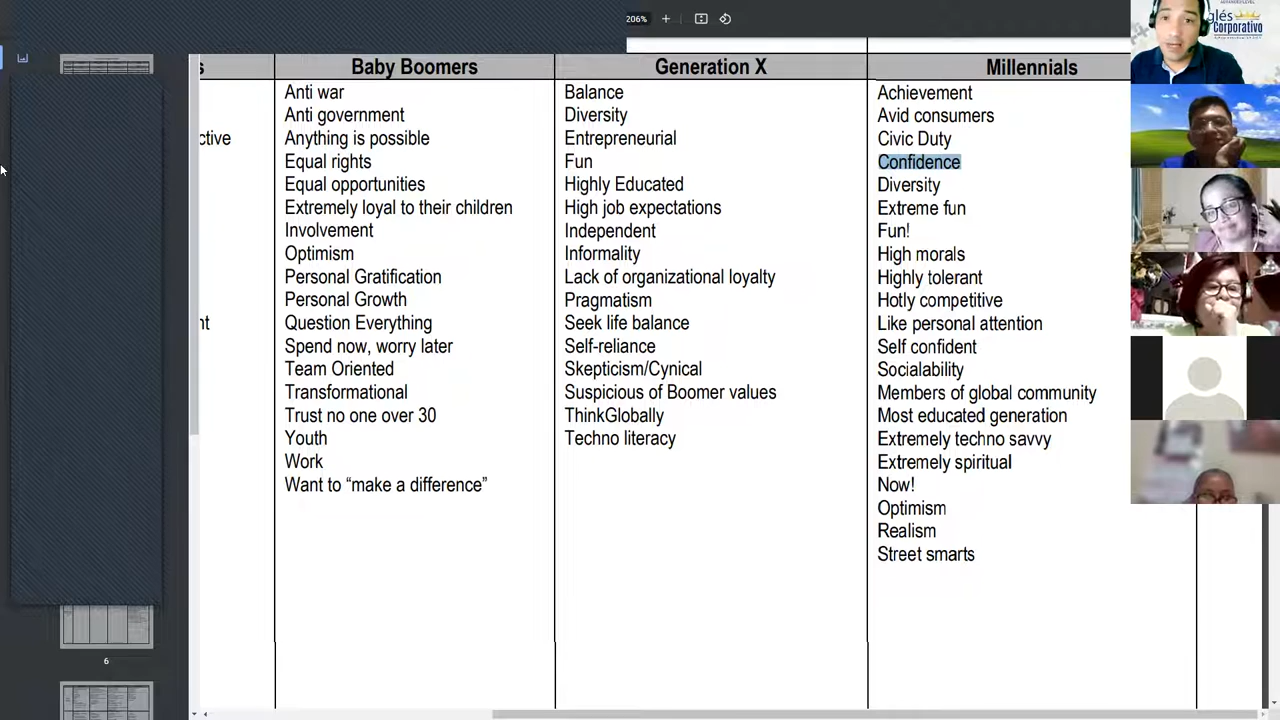 206%
glés
Corporativo
s
Baby Boomers
Generation X
Millennials
Anti war
Balance
Achievement
Anti government
Diversity
Avid consumers
ctive
Anything is possible
Entrepreneurial
Civic Duty
Equal rights
Fun
Confidence
Equal opportunities
Highly Educated
Diversity
Extremely loyal to their children
High job expectations
Extreme fun
Involvement
Independent
Fun!
Optimism
Informality
High morals
Personal Gratification
Lack of organizational loyalty
Highly tolerant
Personal Growth
Pragmatism
Hotly competitive
nt
Question Everything
Seek life balance
Like personal attention
Spend now, worry later
Self-reliance
Self confident
Team Oriented
Skepticism/Cynical
Socialability
Transformational
Suspicious of Boomer values
Members of global community
Trust no one over 30
ThinkGlobally
Most educated generation
Youth
Techno literacy
Extremely techno savvy
Work
Extremely spiritual
Want to “make a difference”
Now!
Optimism
Realism
Street smarts
6